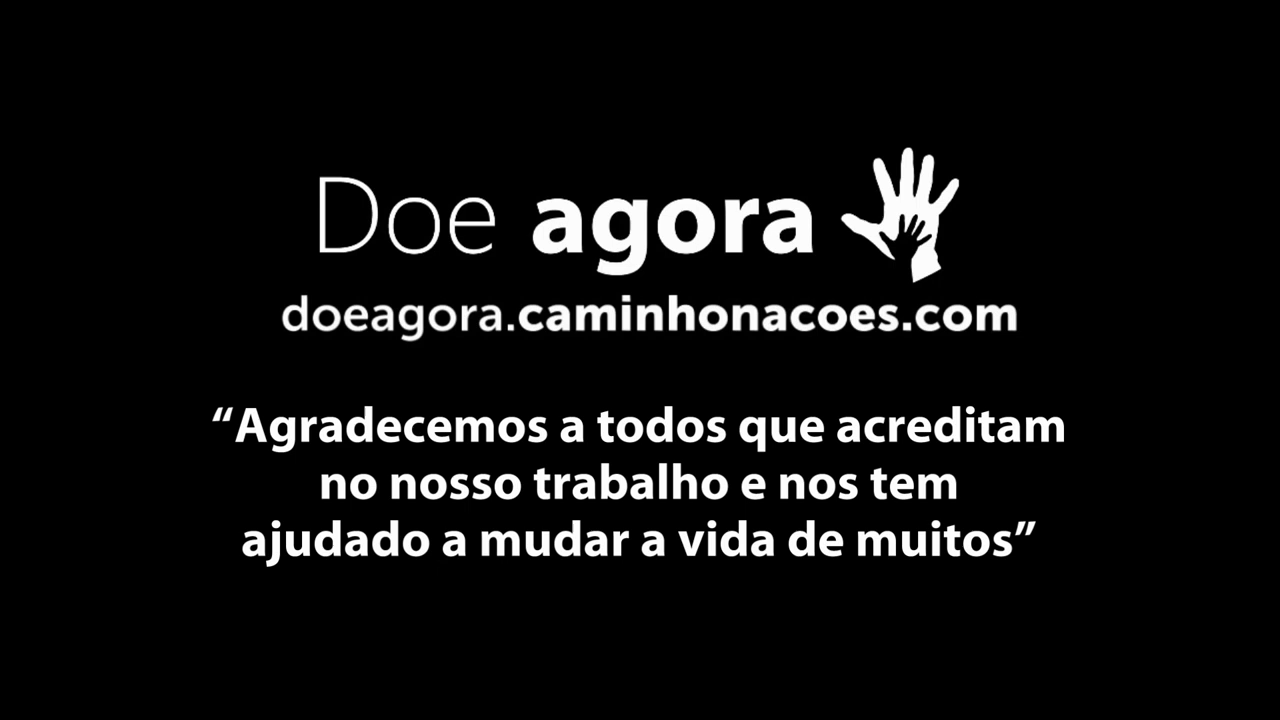 Doe agora
doeagora.caminhonacoes.com
“Agradecemos a todos que acreditam
no nosso trabalho e nos tem
ajudado a mudar a vida de muitos”